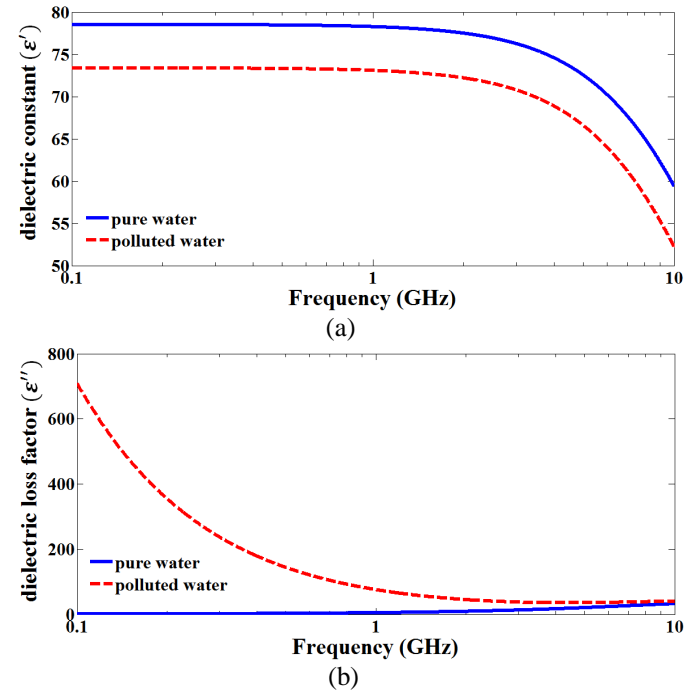 80
75
70
65
60
55
50
dielectric constant (ε′)
pure water
polluted water
0.1 1 10
Frequency (GHz)
(a)
800
600
400
200
0
dielectric loss factor (ε″)
pure water
polluted water
0.1 1 10
Frequency (GHz)
(b)